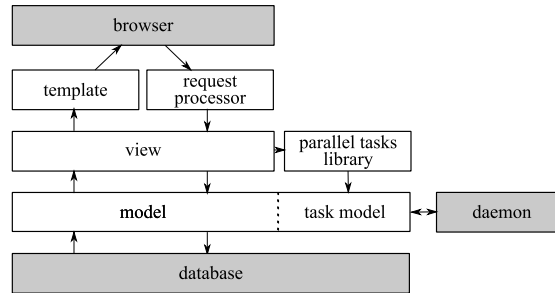 browser
template
request
processor
view
parallel tasks
library
model
task model
daemon
database